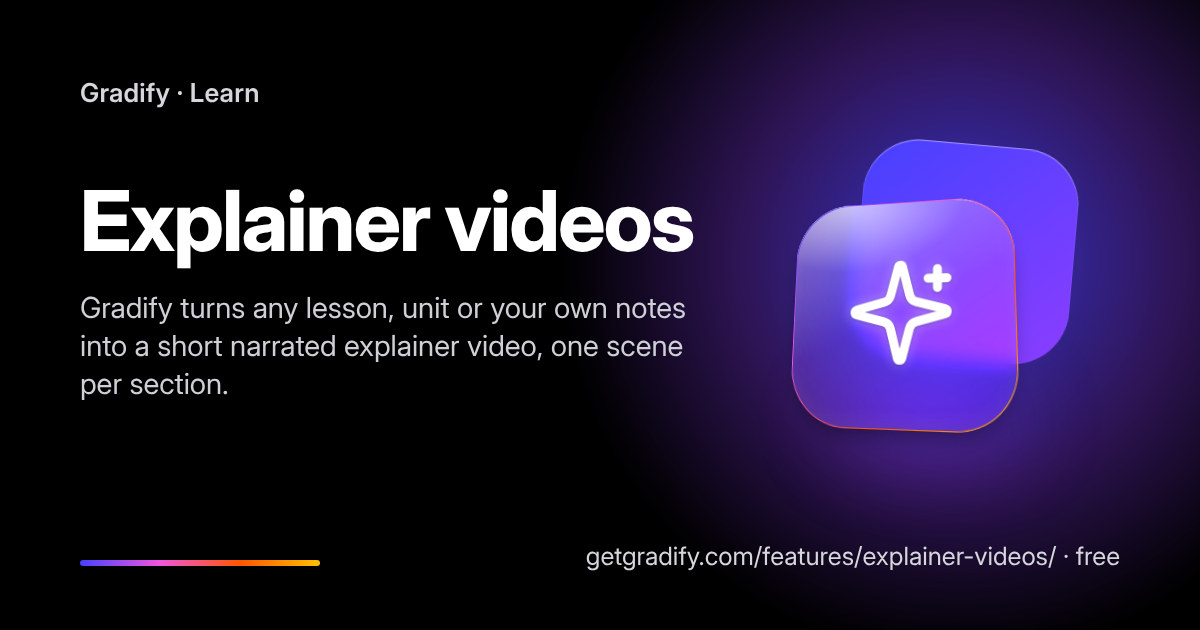 Gradify · Learn
Explainer videos
Gradify turns any lesson, unit or your own notes
into a short narrated explainer video, one scene
per section.
getgradify.com/features/explainer-videos/ · free